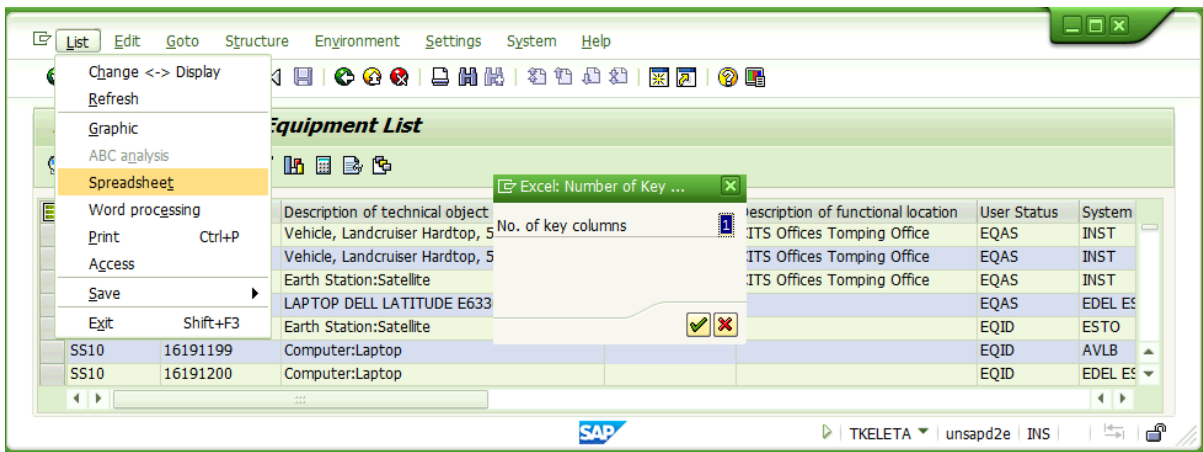 List Edit Goto Structure Environment Settings System Help
Change <-> Display
Refresh
Graphic
ABC analysis
Spreadsheet
Word processing
Print Ctrl+P
Access
Save
Exit Shift+F3
Equipment List
Excel: Number of Key ...
No. of key columns 1
Description of technical object Description of functional location User Status System
Vehicle, Landcruiser Hardtop, 5 CITS Offices Tomping Office EQAS INST
Vehicle, Landcruiser Hardtop, 5 CITS Offices Tomping Office EQAS INST
Earth Station:Satellite CITS Offices Tomping Office EQAS INST
LAPTOP DELL LATITUDE E633 EQAS EDEL ES
Earth Station:Satellite EQID ESTO
SS10 16191199 Computer:Laptop EQID AVLB
SS10 16191200 Computer:Laptop EQID EDEL ES
SAP TKELETA unsapd2e INS